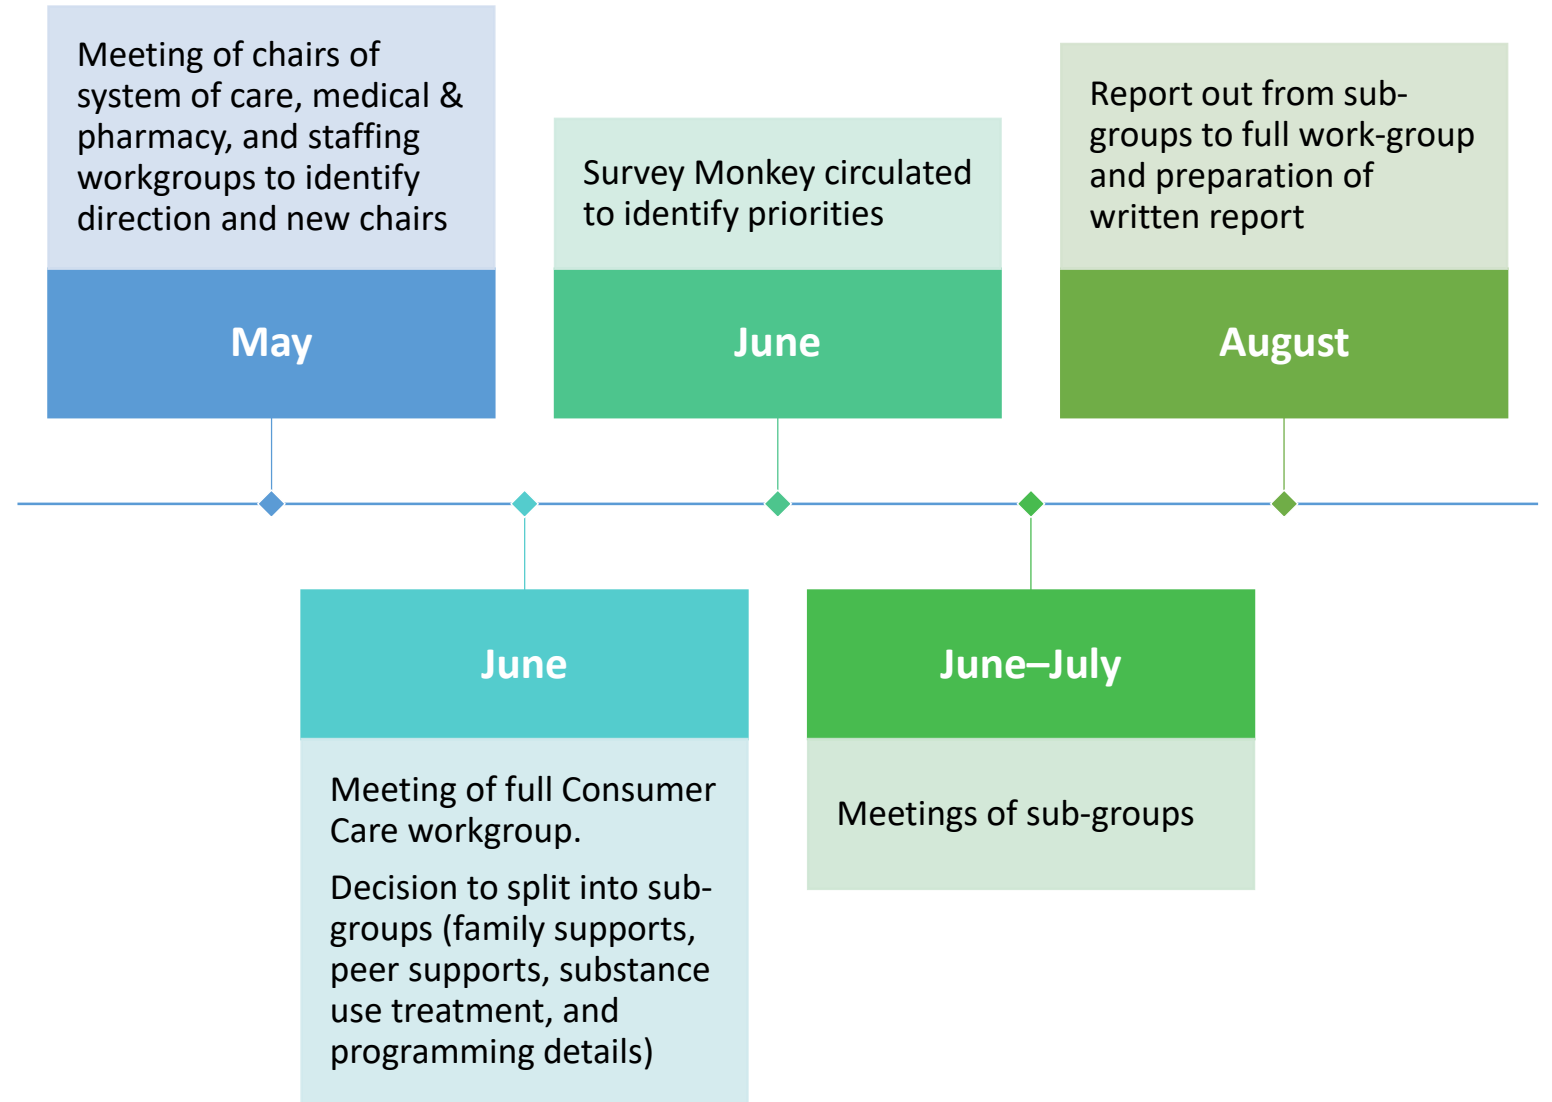 Meeting of chairs of
system of care, medical &
pharmacy, and staffing
workgroups to identify
direction and new chairs
May
June
Meeting of full Consumer
Care workgroup.
Decision to split into sub-
groups (family supports,
peer supports, substance
use treatment, and
programming details)
Survey Monkey circulated
to identify priorities
June
June–July
Meetings of sub-groups
Report out from sub-
groups to full work-group
and preparation of
written report
August